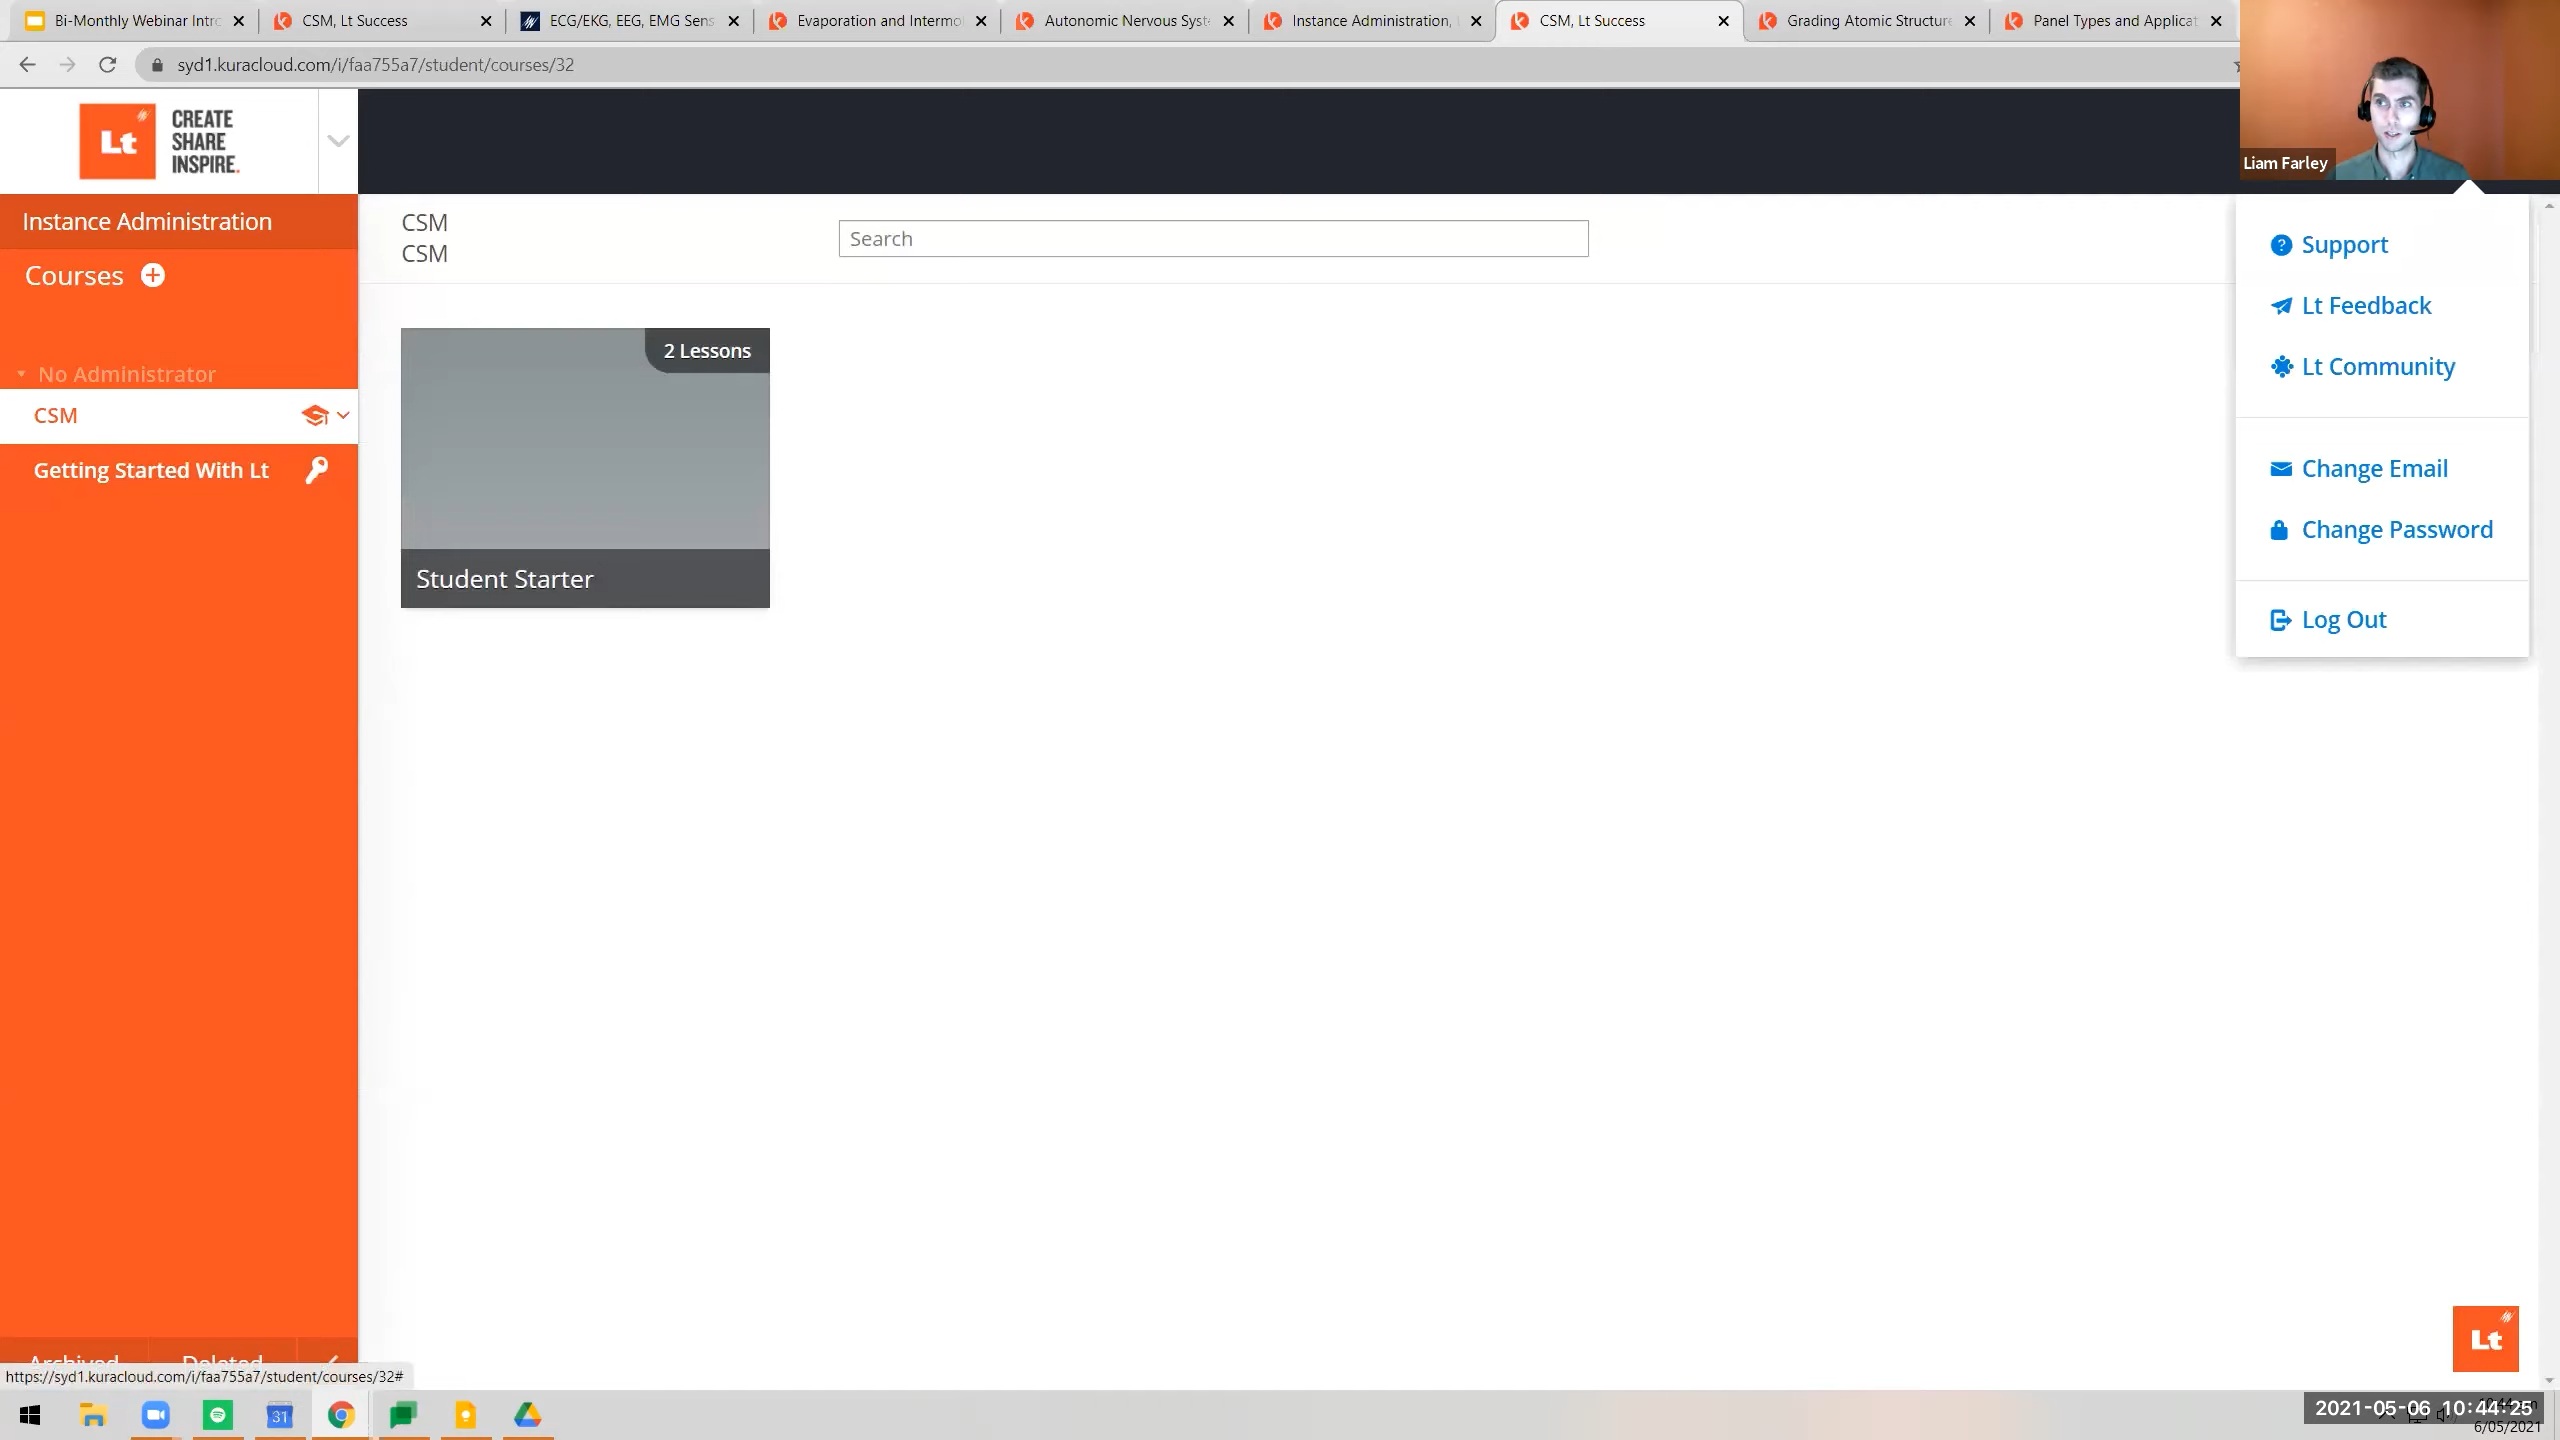 Bi-Monthly Webinar Intro
CSM, Lt Success
ECG/EKG, EEG, EMG Sens
Evaporation and Intermo
Autonomic Nervous Syst
Instance Administration,
CSM, Lt Success
Grading Atomic Structure
Panel Types and Applicat
syd1.kuracloud.com/i/faa755a7/student/courses/32
Liam Farley
Lt
CREATE
SHARE
INSPIRE.
Instance Administration
Courses
No Administrator
CSM
Getting Started With Lt
CSM
CSM
Search
2 Lessons
Student Starter
Support
Lt Feedback
Lt Community
Change Email
Change Password
Log Out
Archived
Deleted
https://syd1.kuracloud.com/i/faa755a7/student/courses/32#
Lt
31
2021-05-06 10:44:25
6/05/2021